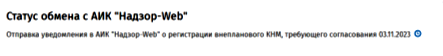 Статус обмена с АИК "Надзор-Web"
Отправка уведомления в АИК "Надзор-Web" о регистрации внепланового КНМ, требующего согласования 03.11.2023